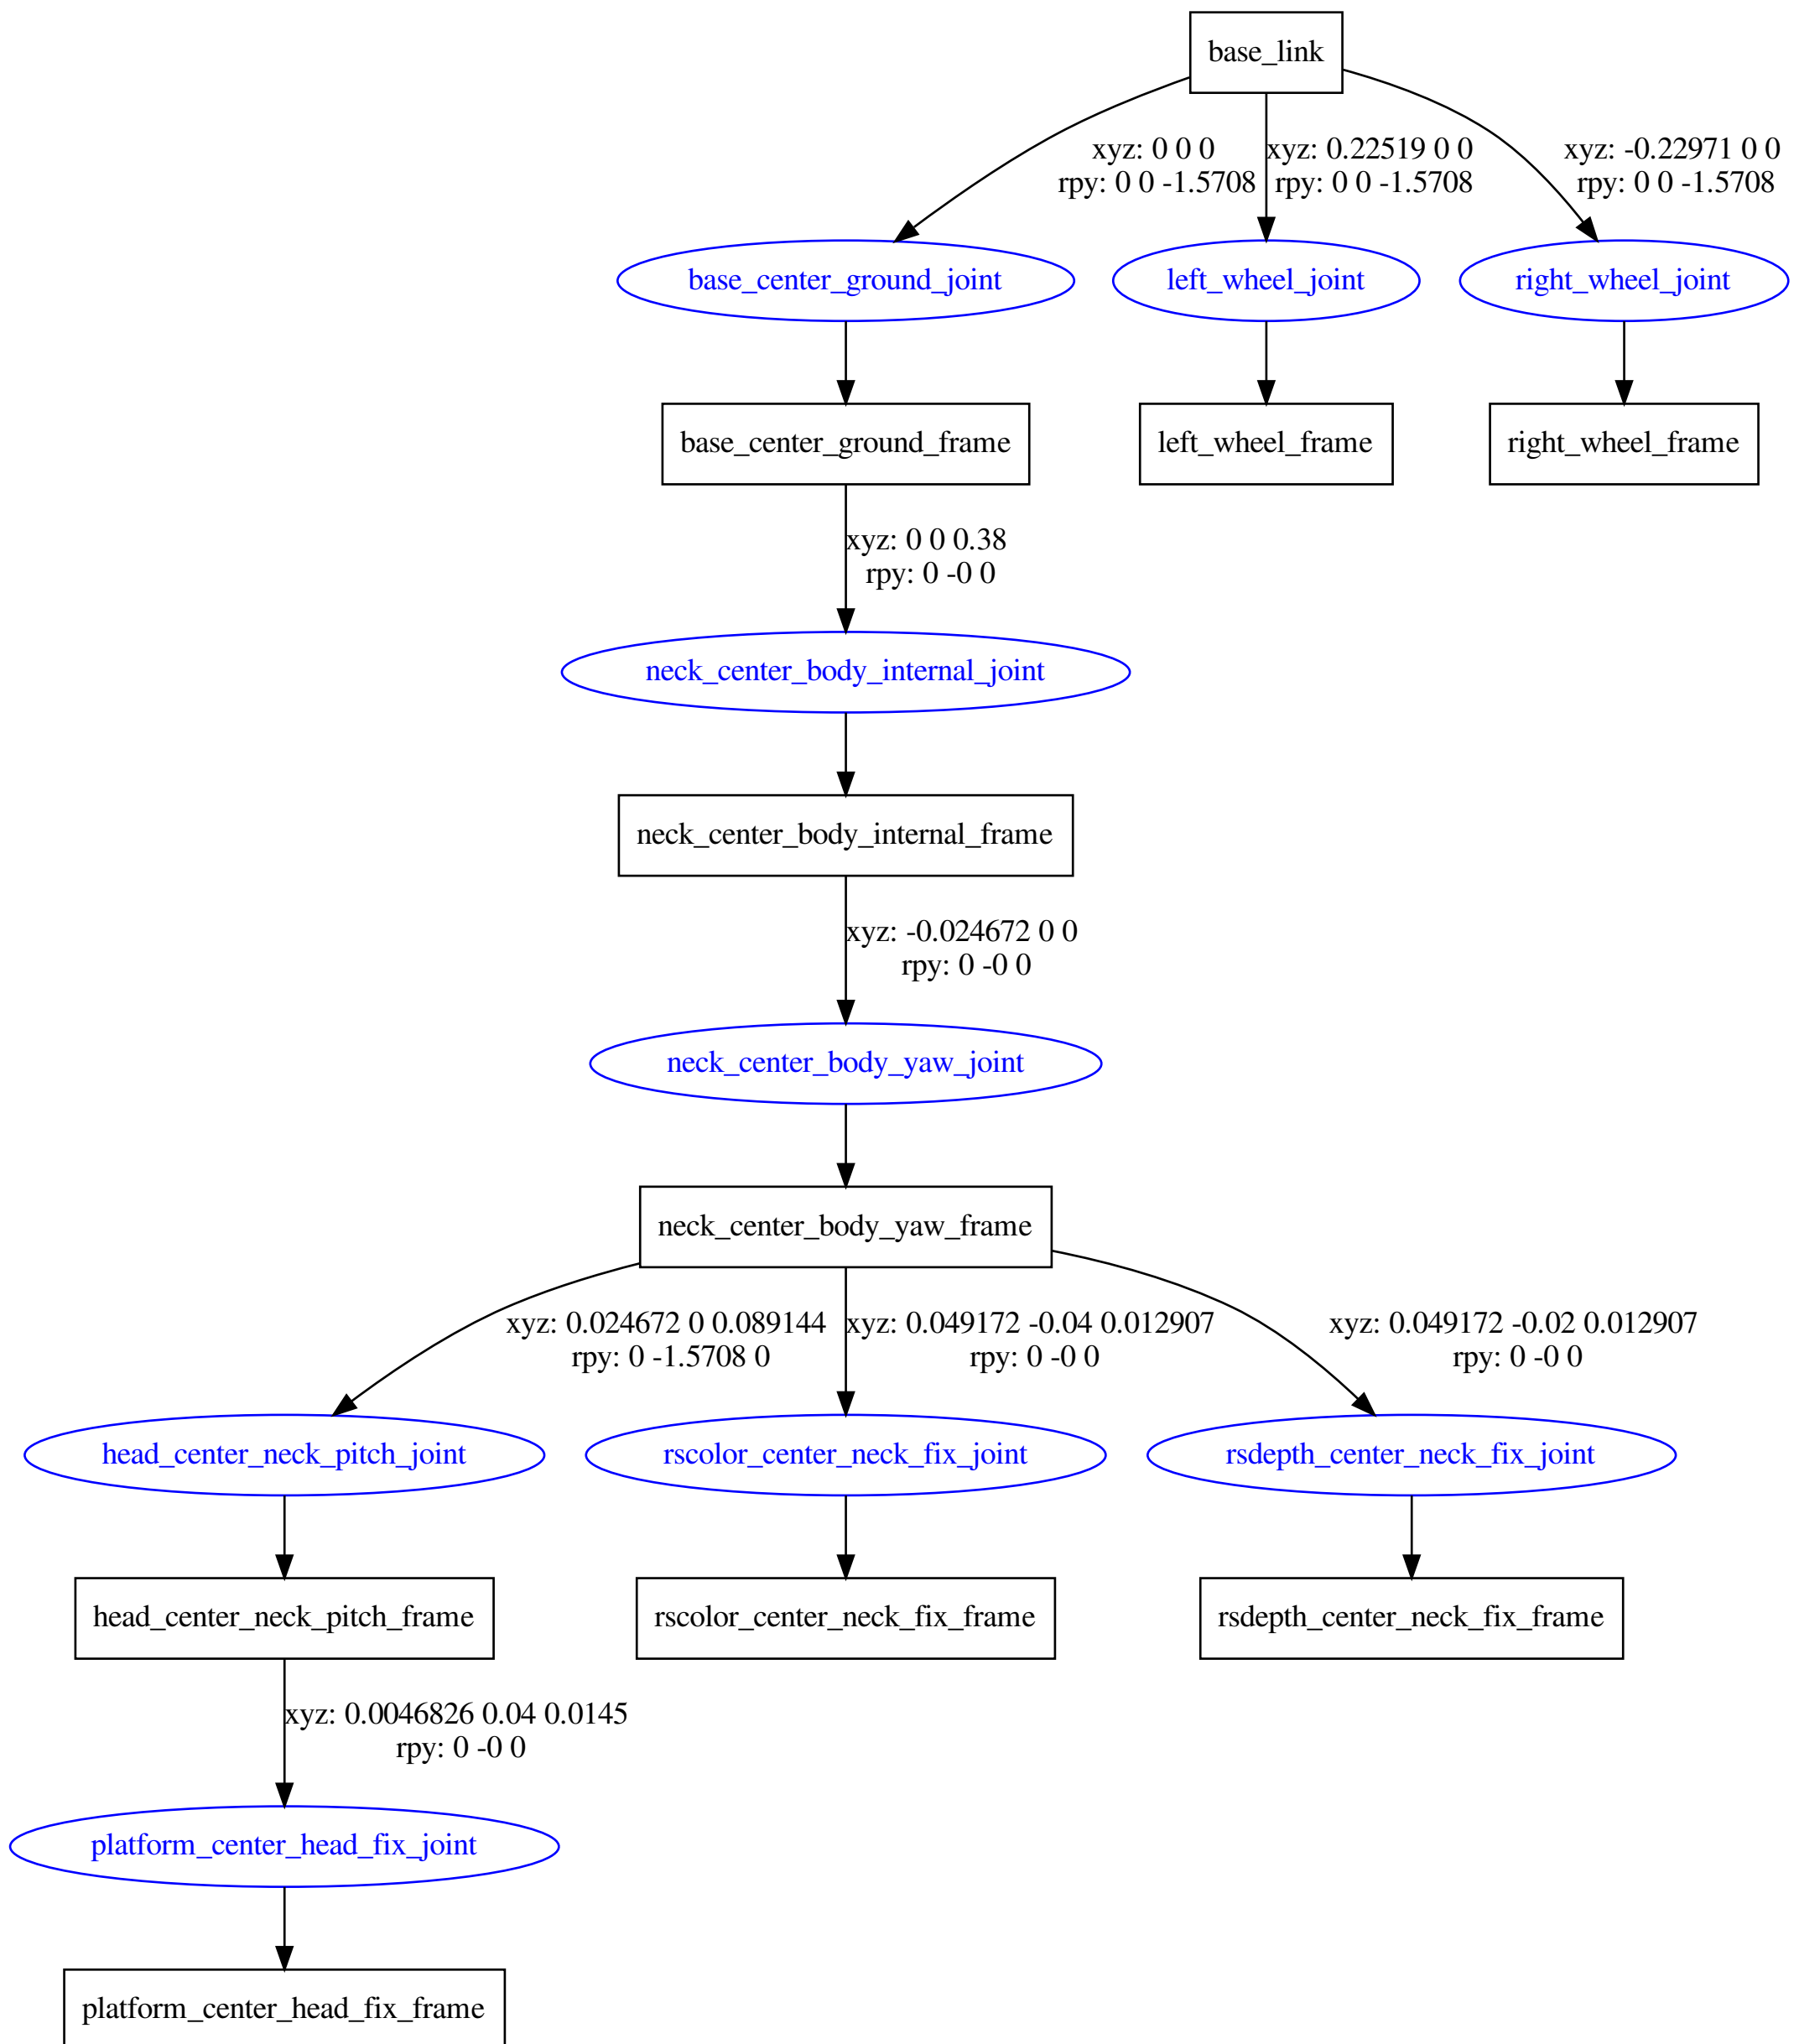 base_link
xyz: 0 0 0
rpy: 0 0 -1.5708
xyz: 0.22519 0 0
rpy: 0 0 -1.5708
xyz: -0.22971 0 0
rpy: 0 0 -1.5708
base_center_ground_joint
left_wheel_joint
right_wheel_joint
base_center_ground_frame
left_wheel_frame
right_wheel_frame
xyz: 0 0 0.38
rpy: 0 -0 0
neck_center_body_internal_joint
neck_center_body_internal_frame
xyz: -0.024672 0 0
rpy: 0 -0 0
neck_center_body_yaw_joint
neck_center_body_yaw_frame
xyz: 0.024672 0 0.089144
rpy: 0 -1.5708 0
xyz: 0.049172 -0.04 0.012907
rpy: 0 -0 0
xyz: 0.049172 -0.02 0.012907
rpy: 0 -0 0
head_center_neck_pitch_joint
rscolor_center_neck_fix_joint
rsdepth_center_neck_fix_joint
head_center_neck_pitch_frame
rscolor_center_neck_fix_frame
rsdepth_center_neck_fix_frame
xyz: 0.0046826 0.04 0.0145
rpy: 0 -0 0
platform_center_head_fix_joint
platform_center_head_fix_frame